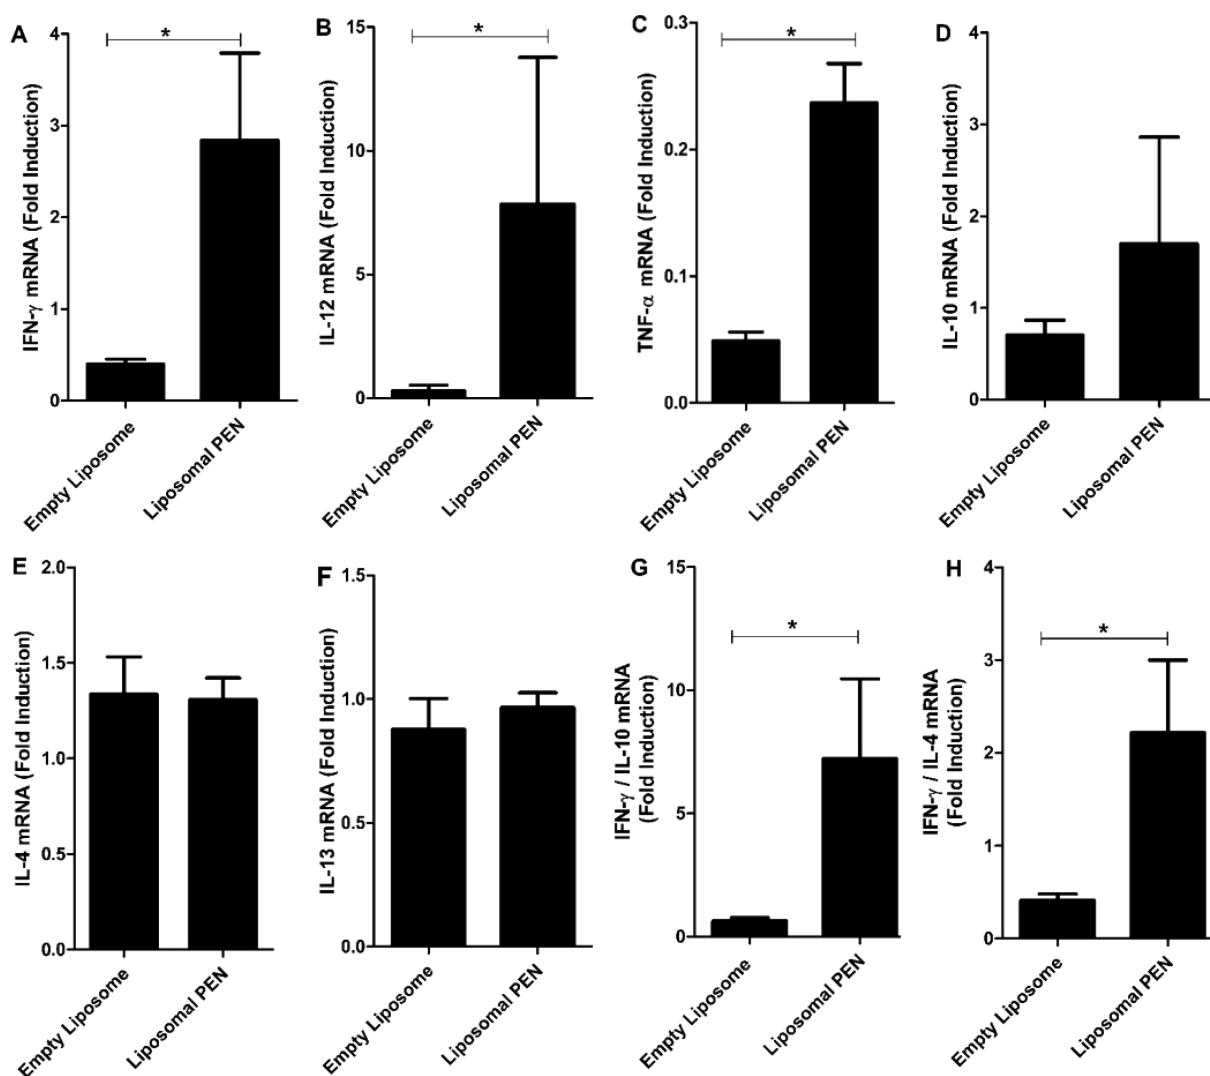 A
IFN-γ mRNA (Fold Induction)
4
3
2
1
0
*
Empty Liposome
Liposomal PEN
B
IL-12 mRNA (Fold Induction)
15
10
5
0
*
Empty Liposome
Liposomal PEN
C
TNF-α mRNA (Fold Induction)
0.3
0.2
0.1
0.0
*
Empty Liposome
Liposomal PEN
D
IL-10 mRNA (Fold Induction)
4
3
2
1
0
Empty Liposome
Liposomal PEN
E
IL-4 mRNA (Fold Induction)
2.0
1.5
1.0
0.5
0.0
Empty Liposome
Liposomal PEN
F
IL-13 mRNA (Fold Induction)
1.5
1.0
0.5
0.0
Empty Liposome
Liposomal PEN
G
IFN-γ / IL-10 mRNA
(Fold Induction)
15
10
5
0
*
Empty Liposome
Liposomal PEN
H
IFN-γ / IL-4 mRNA
(Fold Induction)
4
3
2
1
0
*
Empty Liposome
Liposomal PEN